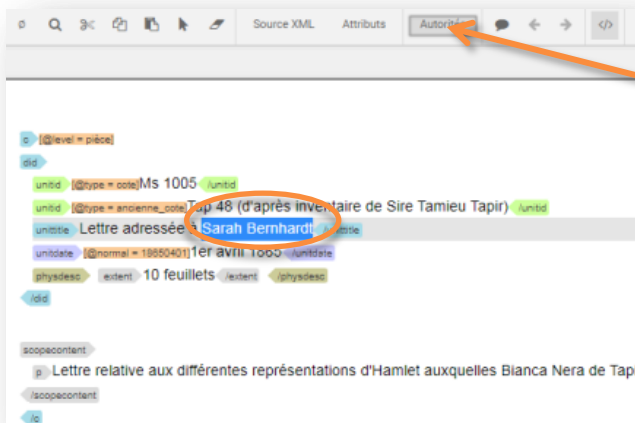 Source XML Attributs Autorités </>
c [@level = pièce]
did
unitid [@type = cote]Ms 1005 /unitid
unitid [@type = ancienne_cote]Tap 48 (d'après inventaire de Sire Tamieu Tapir) /unitid
unittitle Lettre adressée à Sarah Bernhardt /unittitle
unitdate [@normal = 18650401]1er avril 1865 /unitdate
physdesc extent 10 feuillets /extent /physdesc
/did
scopecontent
p Lettre relative aux différentes représentations d'Hamlet auxquelles Bianca Nera de Tapi
/scopecontent
/c